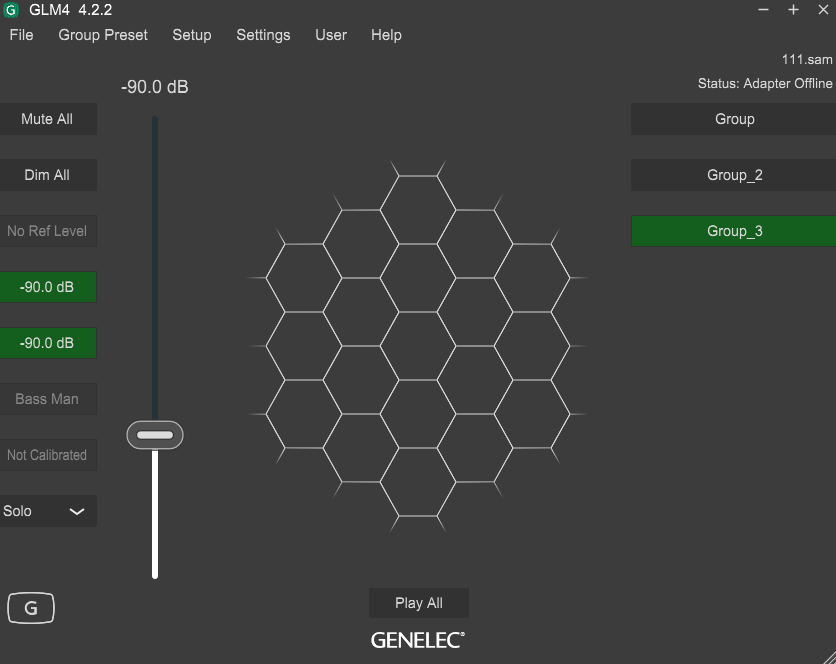 G GLM4 4.2.2
File Group Preset Setup Settings User Help
111.sam
Status: Adapter Offline
-90.0 dB
Mute All
Dim All
No Ref Level
-90.0 dB
-90.0 dB
Bass Man
Not Calibrated
Solo
G
Group
Group_2
Group_3
Play All
GENELEC®